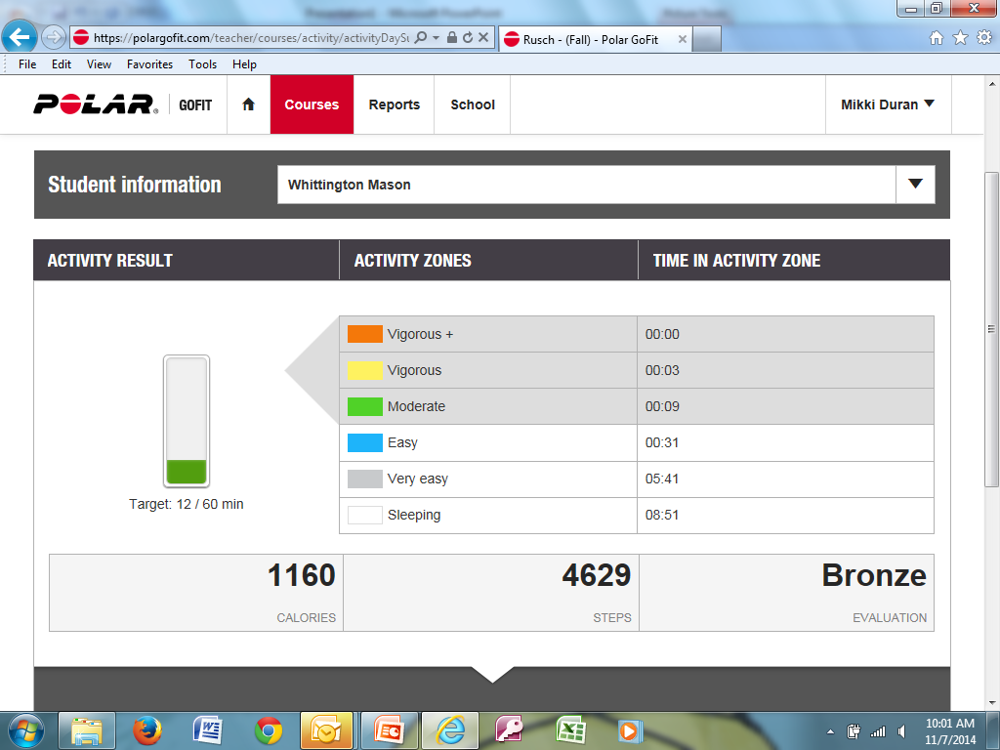 Presentation1 - Microsoft PowerPoint
https://polargofit.com/teacher/courses/activity/activityDaySu
Rusch - (Fall) - Polar GoFit
File Edit View Favorites Tools Help
POLAR® GOFIT Courses Reports School Mikki Duran
Student information Whittington Mason
ACTIVITY RESULT ACTIVITY ZONES TIME IN ACTIVITY ZONE
Vigorous + 00:00
Vigorous 00:03
Moderate 00:09
Easy 00:31
Very easy 05:41
Sleeping 08:51
Target: 12 / 60 min
1160 4629 Bronze
CALORIES STEPS EVALUATION
10:01 AM
11/7/2014